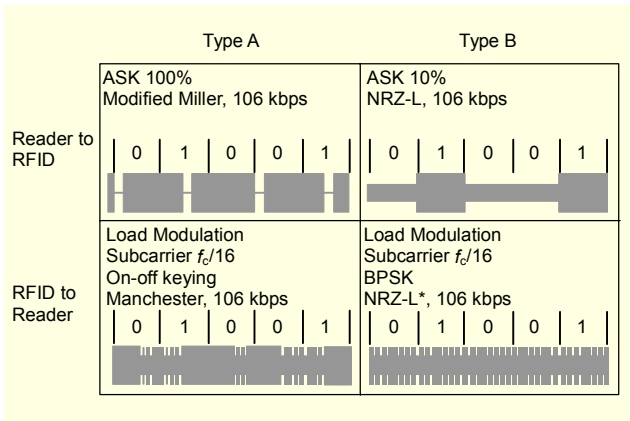 Type A
Type B
Reader to
RFID
ASK 100%
Modified Miller, 106 kbps
0 1 0 0 1
ASK 10%
NRZ-L, 106 kbps
0 1 0 0 1
RFID to
Reader
Load Modulation
Subcarrier fc/16
On-off keying
Manchester, 106 kbps
0 1 0 0 1
Load Modulation
Subcarrier fc/16
BPSK
NRZ-L*, 106 kbps
0 1 0 0 1